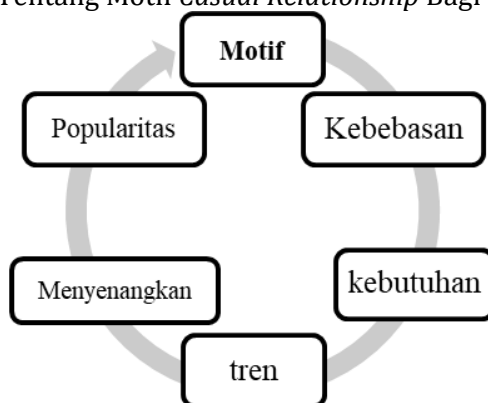 Tentang Motif Casual Relationship Bagi
Motif
Kebebasan
kebutuhan
tren
Menyenangkan
Popularitas